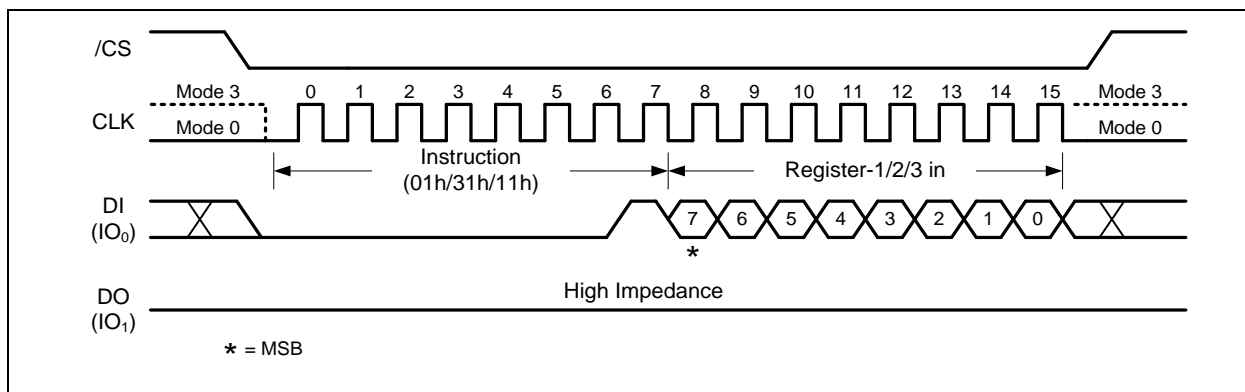 /CS
Mode 3 0 1 2 3 4 5 6 7 8 9 10 11 12 13 14 15 Mode 3
CLK
Mode 0 Mode 0
Instruction
(01h/31h/11h)
Register-1/2/3 in
DI
(IO₀)
7 6 5 4 3 2 1 0
*
High Impedance
DO
(IO₁)
* = MSB